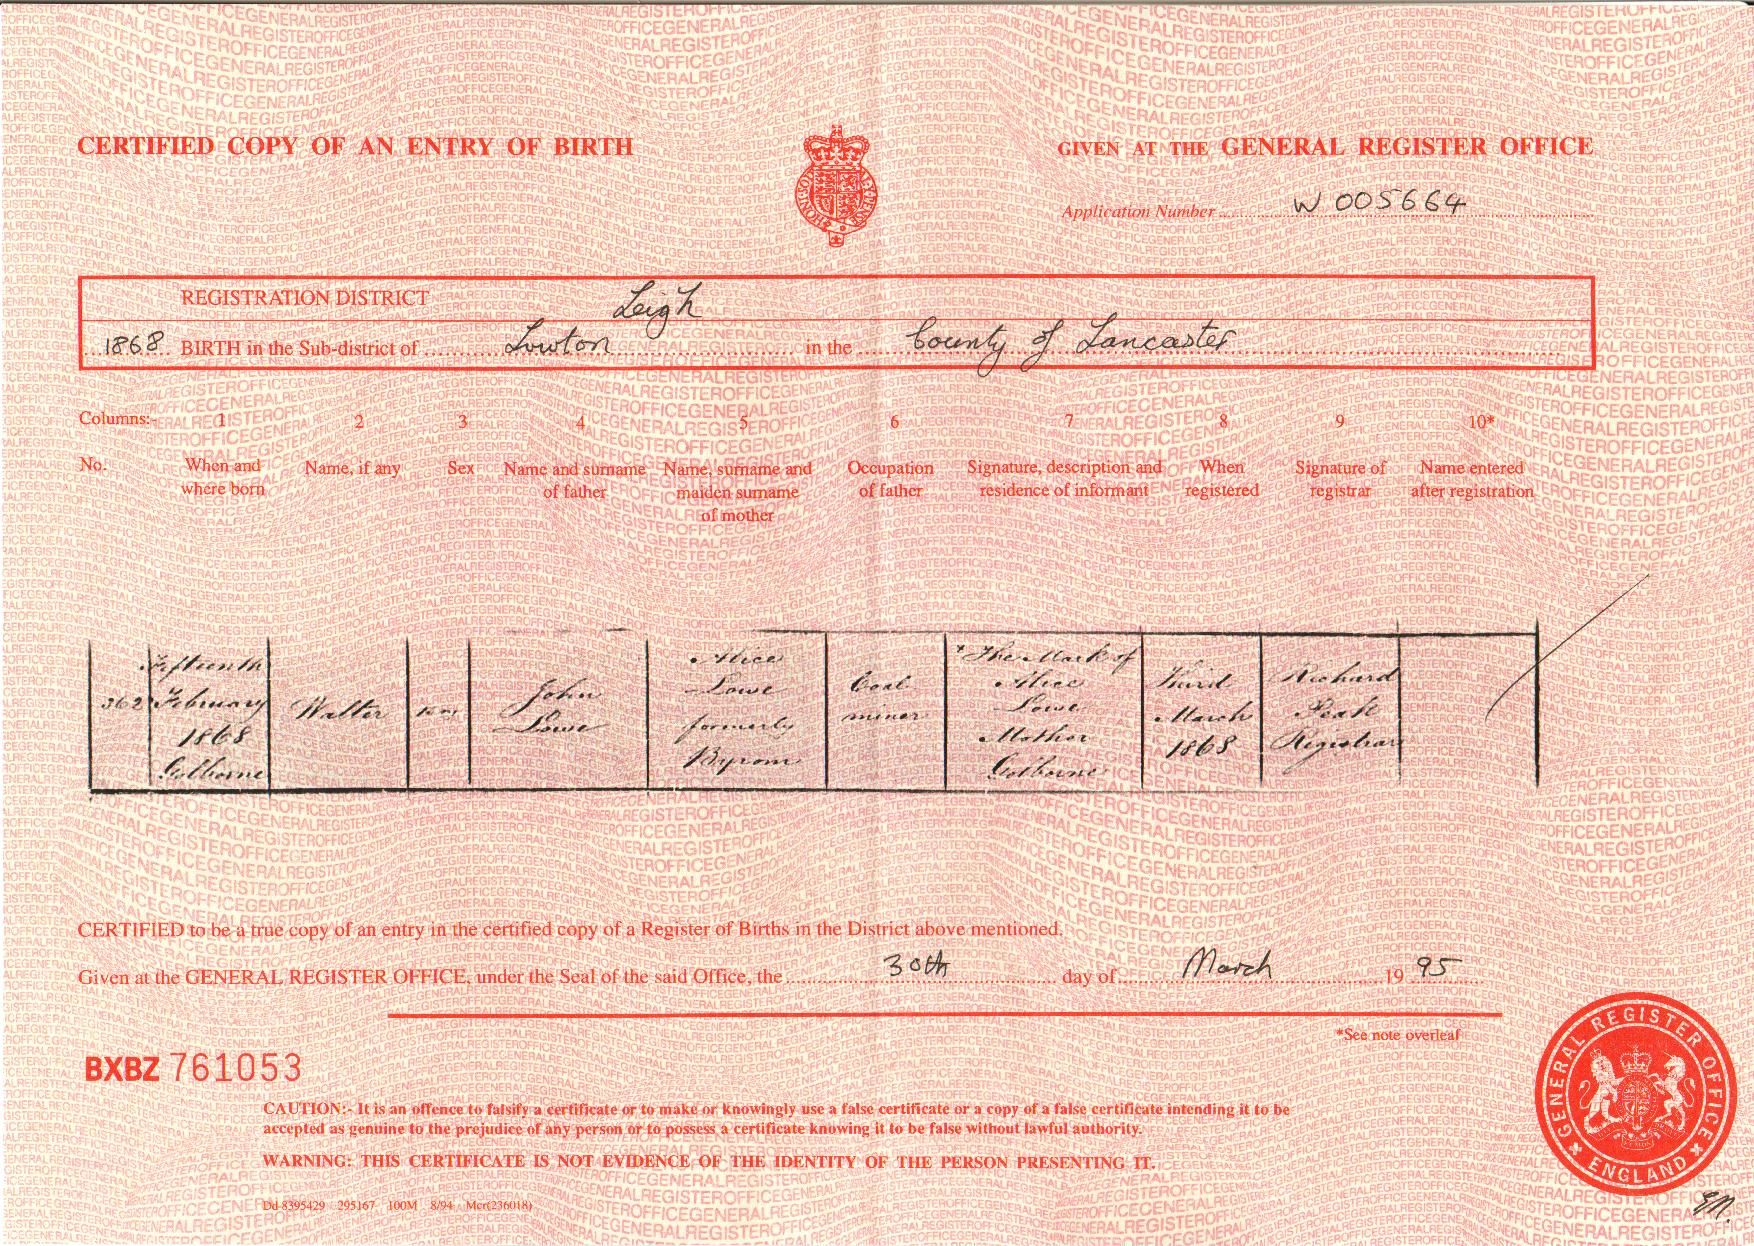 CERTIFIED COPY OF AN ENTRY OF BIRTH
GIVEN AT THE GENERAL REGISTER OFFICE
Application Number W 005664
REGISTRATION DISTRICT Leigh
1868 BIRTH in the Sub-district of Lowton in the County of Lancaster
Columns:- 1 2 3 4 5 6 7 8 9 10*
No. When and where born
Name, if any
Sex
Name and surname of father
Name, surname and maiden surname of mother
Occupation of father
Signature, description and residence of informant
When registered
Signature of registrar
Name entered after registration
362
Fifteenth
February
1868
Golborne
Walter
Boy
John
Lowe
Alice
Lowe
formerly
Byrom
Coal
miner
* The Mark of
Alice
Lowe
Mother
Golborne
Third
March
1868
Richard
Peak
Registrar
CERTIFIED to be a true copy of an entry in the certified copy of a Register of Births in the District above mentioned.
Given at the GENERAL REGISTER OFFICE, under the Seal of the said Office, the 30th day of March 19 95
*See note overleaf
BXBZ 761053
CAUTION:- It is an offence to falsify a certificate or to make or knowingly use a false certificate or a copy of a false certificate intending it to be
accepted as genuine to the prejudice of any person or to possess a certificate knowing it to be false without lawful authority.
WARNING: THIS CERTIFICATE IS NOT EVIDENCE OF THE IDENTITY OF THE PERSON PRESENTING IT.
Dd 8395429 295167 100M 8/94 Mcr(236018)
GENERAL REGISTER OFFICE
ENGLAND